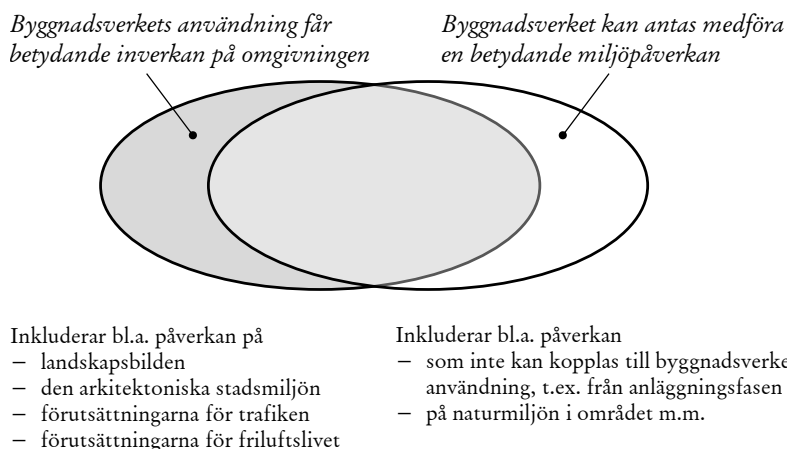 Byggnadsverkets användning får
betydande inverkan på omgivningen
Byggnadsverket kan antas medföra
en betydande miljöpåverkan
Inkluderar bl.a. påverkan på
– landskapsbilden
– den arkitektoniska stadsmiljön
– förutsättningarna för trafiken
– förutsättningarna för friluftslivet
Inkluderar bl.a. påverkan
– som inte kan kopplas till
användning, t.ex. från anläggningsfasen
– på naturmiljön i området m.m.